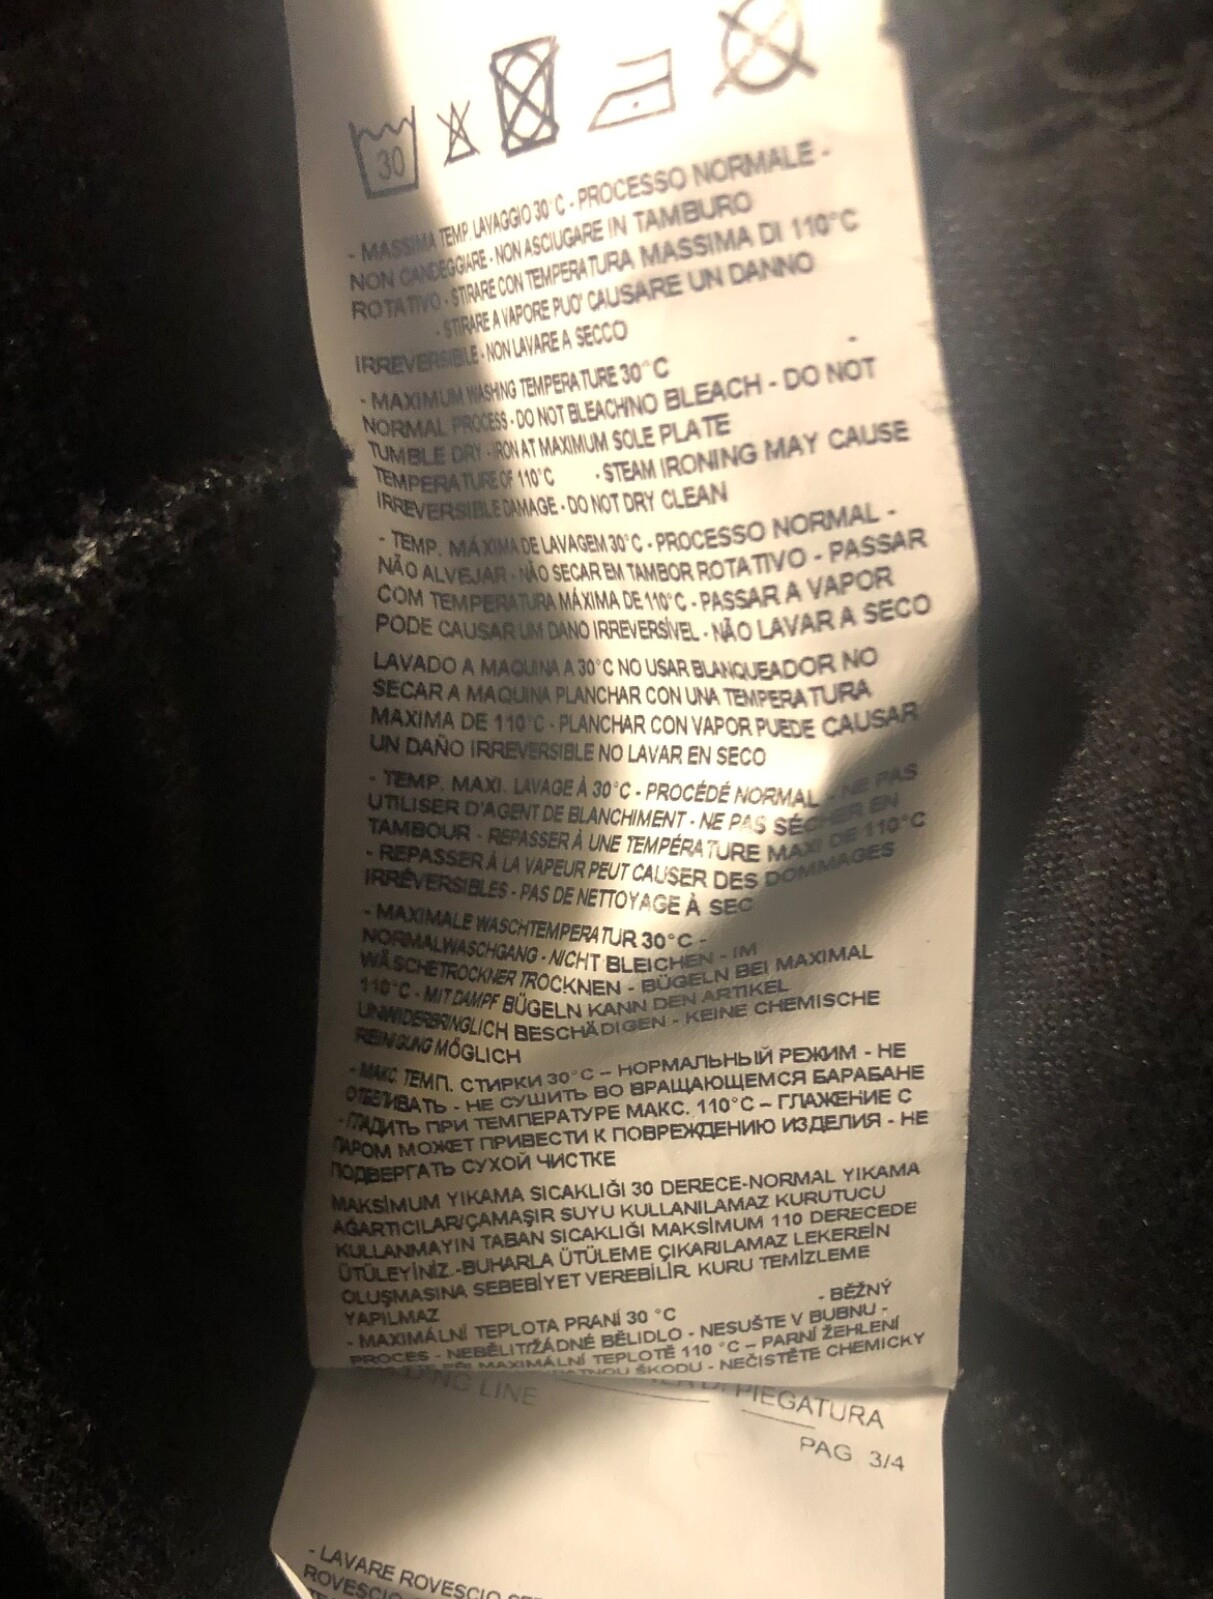 30
- MASSIMA TEMP. LAVAGGIO 30°C - PROCESSO NORMALE -
NON CANDEGGIARE - NON ASCIUGARE IN TAMBURO
ROTATIVO - STIRARE CON TEMPERATURA MASSIMA DI 110°C
- STIRARE A VAPORE PUO' CAUSARE UN DANNO
IRREVERSIBILE - NON LAVARE A SECCO
- MAXIMUM WASHNG TEMPERATURE 30°C -
NORMAL PROCESS - DO NOT BLEACH/NO BLEACH - DO NOT
TUMBLE DRY - IRON AT MAXIMUM SOLE PLATE
TEMPERATURE OF 110°C - STEAM IRONING MAY CAUSE
IRREVERSIBLE DAMAGE - DO NOT DRY CLEAN
- TEMP. MÁXIMA DE LAVAGEM 30°C - PROCESSO NORMAL -
NÃO ALVEJAR - NÃO SECAR EM TAMBOR ROTATIVO - PASSAR
COM TEMPERATURA MÁXIMA DE 110°C - PASSAR A VAPOR
PODE CAUSAR UM DANO IRREVERSÍVEL - NÃO LAVAR A SECO
LAVADO A MAQUINA A 30°C NO USAR BLANQUEADOR NO
SECAR A MAQUINA PLANCHAR CON UNA TEMPERATURA
MAXIMA DE 110°C - PLANCHAR CON VAPOR PUEDE CAUSAR
UN DAÑO IRREVERSIBLE NO LAVAR EN SECO
- TEMP. MAXI. LAVAGE À 30°C - PROCÉDÉ NORMAL - NE PAS
UTILISER D'AGENT DE BLANCHIMENT - NE PAS SÉCHER EN
TAMBOUR - REPASSER À UNE TEMPÉRATURE MAXI DE 110°C
- REPASSER À LA VAPEUR PEUT CAUSER DES DOMMAGES
IRRÉVERSIBLES - PAS DE NETTOYAGE À SEC
- MAXIMALE WASCHTEMPERATUR 30°C -
NORMALWASCHGANG - NICHT BLEICHEN - IM
WÄSCHETROCKNER TROCKNEN - BÜGELN BEI MAXIMAL
110°C - MIT DAMPF BÜGELN KANN DEN ARTIKEL
UNWIDERBRINGLICH BESCHÄDIGEN - KEINE CHEMISCHE
REINIGUNG MÖGLICH
- МАКС. ТЕМП. СТИРКИ 30°C – НОРМАЛЬНЫЙ РЕЖИМ - НЕ
ОТБЕЛИВАТЬ - НЕ СУШИТЬ ВО ВРАЩАЮЩЕМСЯ БАРАБАНЕ
- ГЛАДИТЬ ПРИ ТЕМПЕРАТУРЕ МАКС. 110°C – ГЛАЖЕНИЕ С
ПАРОМ МОЖЕТ ПРИВЕСТИ К ПОВРЕЖДЕНИЮ ИЗДЕЛИЯ - НЕ
ПОДВЕРГАТЬ СУХОЙ ЧИСТКЕ
MAKSİMUM YIKAMA SICAKLIĞI 30 DERECE-NORMAL YIKAMA
AĞARTICILAR/ÇAMAŞIR SUYU KULLANILAMAZ KURUTUCU
KULLANMAYIN TABAN SICAKLIĞI MAKSİMUM 110 DERECEDE
ÜTÜLEYİNİZ.-BUHARLA ÜTÜLEME ÇIKARILAMAZ LEKEREİN
OLUŞMASINA SEBEBİYET VEREBİLİR. KURU TEMİZLEME
YAPILMAZ
- MAXIMÁLNÍ TEPLOTA PRANÍ 30 °C - BĚŽNÝ
PROCES - NEBĚLIT/ŽÁDNÉ BĚLIDLO - NESUŠTE V BUBNU -
MAXIMÁLNÍ TEPLOTĚ 110 °C – PARNÍ ŽEHLENÍ
ŠKODU - NEČISTĚTE CHEMICKY
LINE DI PIEGATURA
PAG. 3/4
- LAVARE ROVESCIO
ROVESCIO